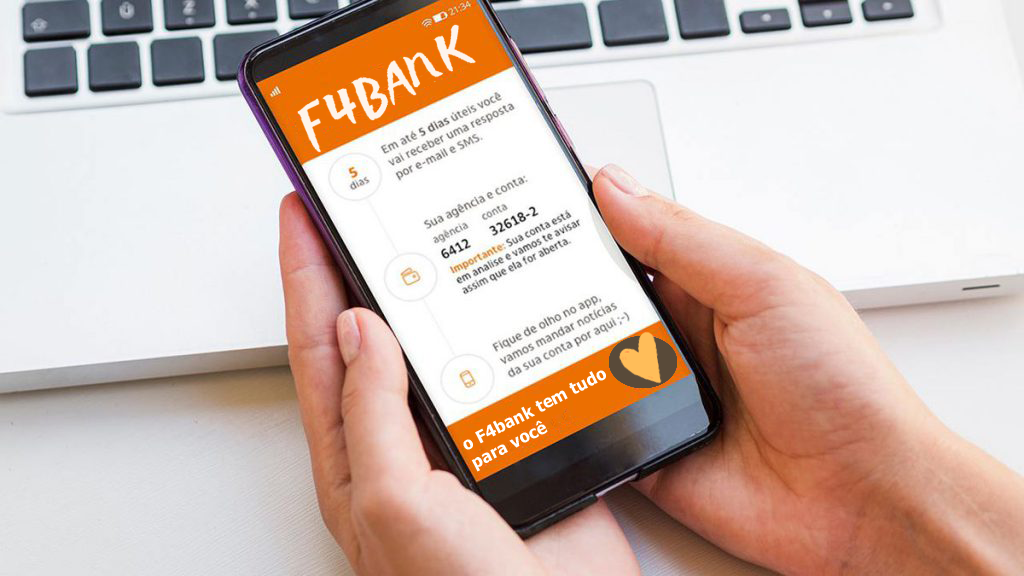 21:34
F4BANK
5
dias
Em até 5 dias úteis você
vai receber uma resposta
por e-mail e SMS.
Sua agência e conta:
agência conta
6412 32618-2
Importante: Sua conta está
em analise e vamos te avisar
assim que ela for aberta.
Fique de olho no app,
vamos mandar notícias
da sua conta por aqui ;-)
o F4bank tem tudo
para você